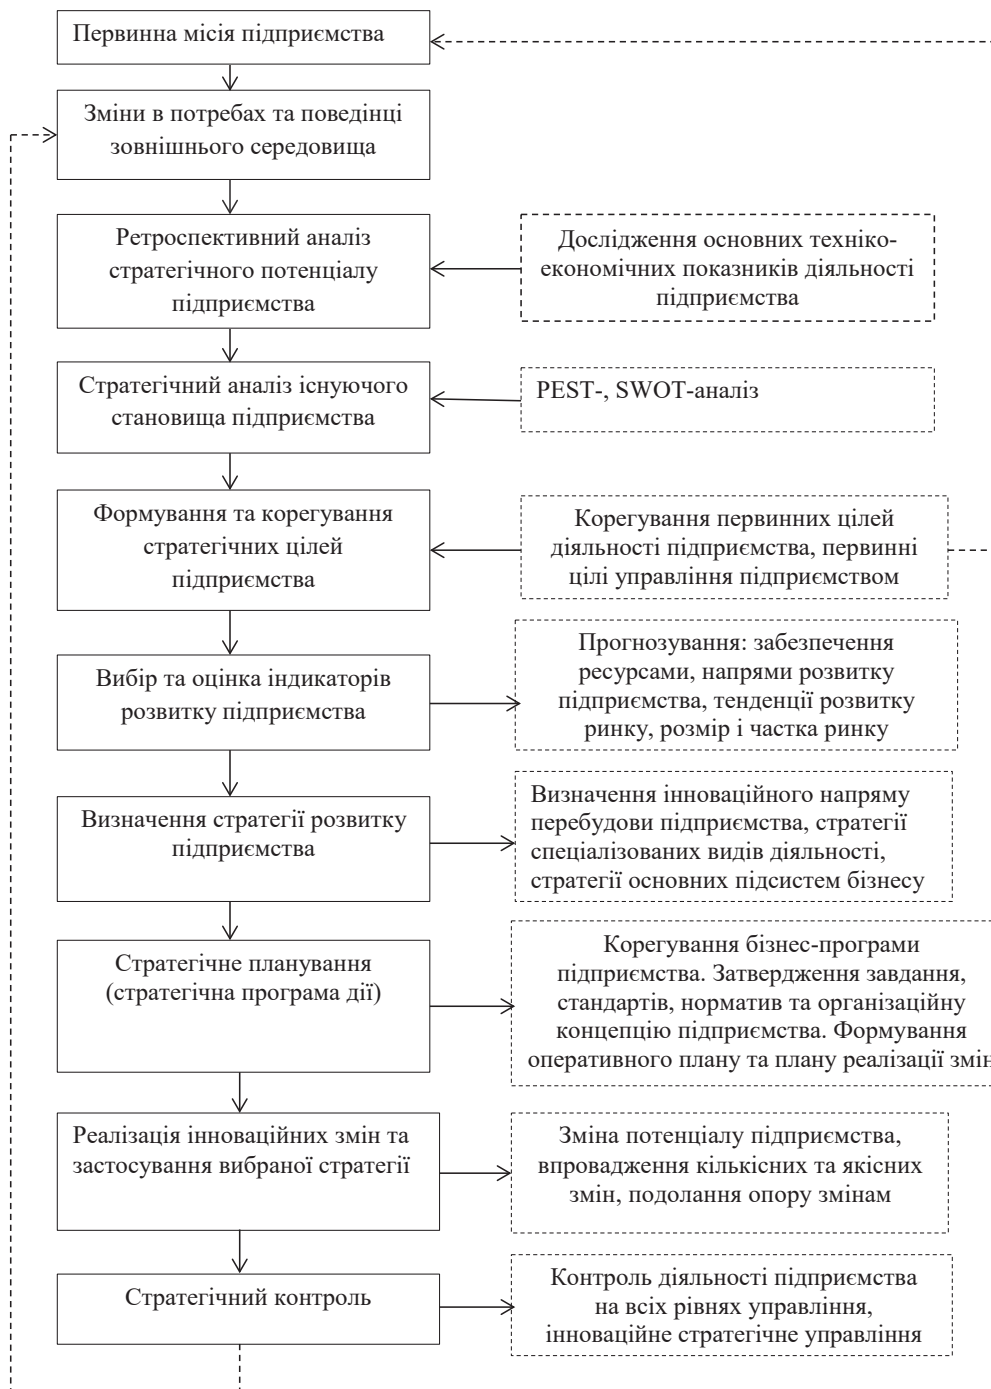 Первинна місія підприємства
Зміни в потребах та поведінці
зовнішнього середовища
Ретроспективний аналіз
стратегічного потенціалу
підприємства
Дослідження основних техніко-
економічних показників діяльності
підприємства
Стратегічний аналіз існуючого
становища підприємства
PEST-, SWOT-аналіз
Формування та корегування
стратегічних цілей
підприємства
Корегування первинних цілей
діяльності підприємства, первинні
цілі управління підприємством
Вибір та оцінка індикаторів
розвитку підприємства
Прогнозування: забезпечення
ресурсами, напрями розвитку
підприємства, тенденції розвитку
ринку, розмір і частка ринку
Визначення стратегії розвитку
підприємства
Визначення інноваційного напряму
перебудови підприємства, стратегії
спеціалізованих видів діяльності,
стратегії основних підсистем бізнесу
Стратегічне планування
(стратегічна програма дії)
Корегування бізнес-програми
підприємства. Затвердження завдання,
стандартів, норматив та організаційну
концепцію підприємства. Формування
оперативного плану та плану реалізації змін
Реалізація інноваційних змін та
застосування вибраної стратегії
Зміна потенціалу підприємства,
впровадження кількісних та якісних
змін, подолання опору змінам
Стратегічний контроль
Контроль діяльності підприємства
на всіх рівнях управління,
інноваційне стратегічне управління